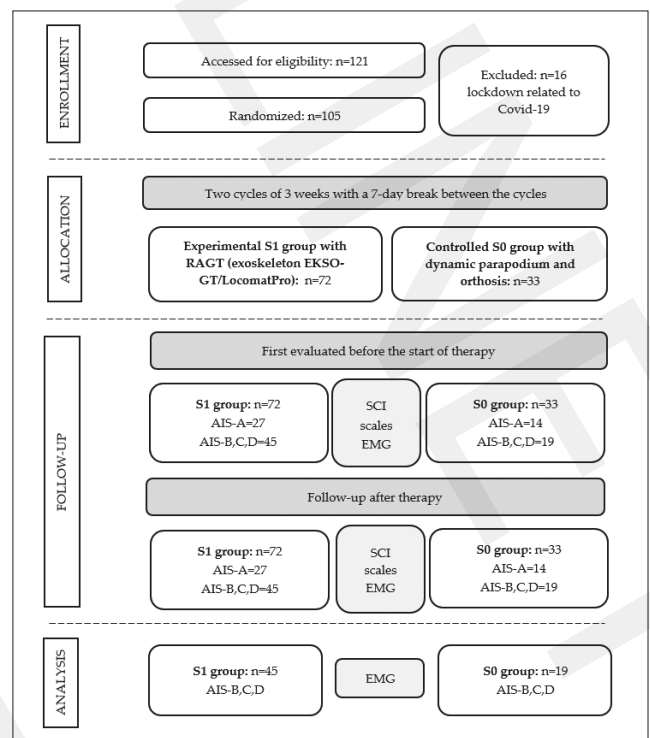 ENROLLMENT
Accessed for eligibility: n=121
Randomized: n=105
Excluded: n=16
lockdown related to
Covid-19
ALLOCATION
Two cycles of 3 weeks with a 7-day break between the cycles
Experimental S1 group with
RAGT (exoskeleton EKSO-
GT/LocomatPro): n=72
Controlled S0 group with
dynamic parapodium and
orthosis: n=33
FOLLOW-UP
First evaluated before the start of therapy
S1 group: n=72
AIS-A=27
AIS-B,C,D=45
SCI
scales
EMG
S0 group: n=33
AIS-A=14
AIS-B,C,D=19
Follow-up after therapy
S1 group: n=72
AIS-A=27
AIS-B,C,D=45
SCI
scales
EMG
S0 group: n=33
AIS-A=14
AIS-B,C,D=19
ANALYSIS
S1 group: n=45
AIS-B,C,D
EMG
S0 group: n=19
AIS-B,C,D